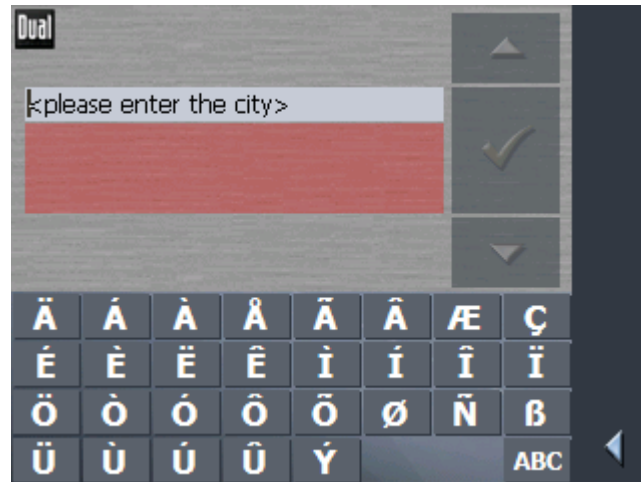 Dual
<please enter the city>
Ä Á À Å Ã Â Æ Ç
É È Ë Ê Ì Í Î Ï
Ö Ò Ó Ô Õ Ø Ñ ß
Ü Ù Ú Û Ý ABC